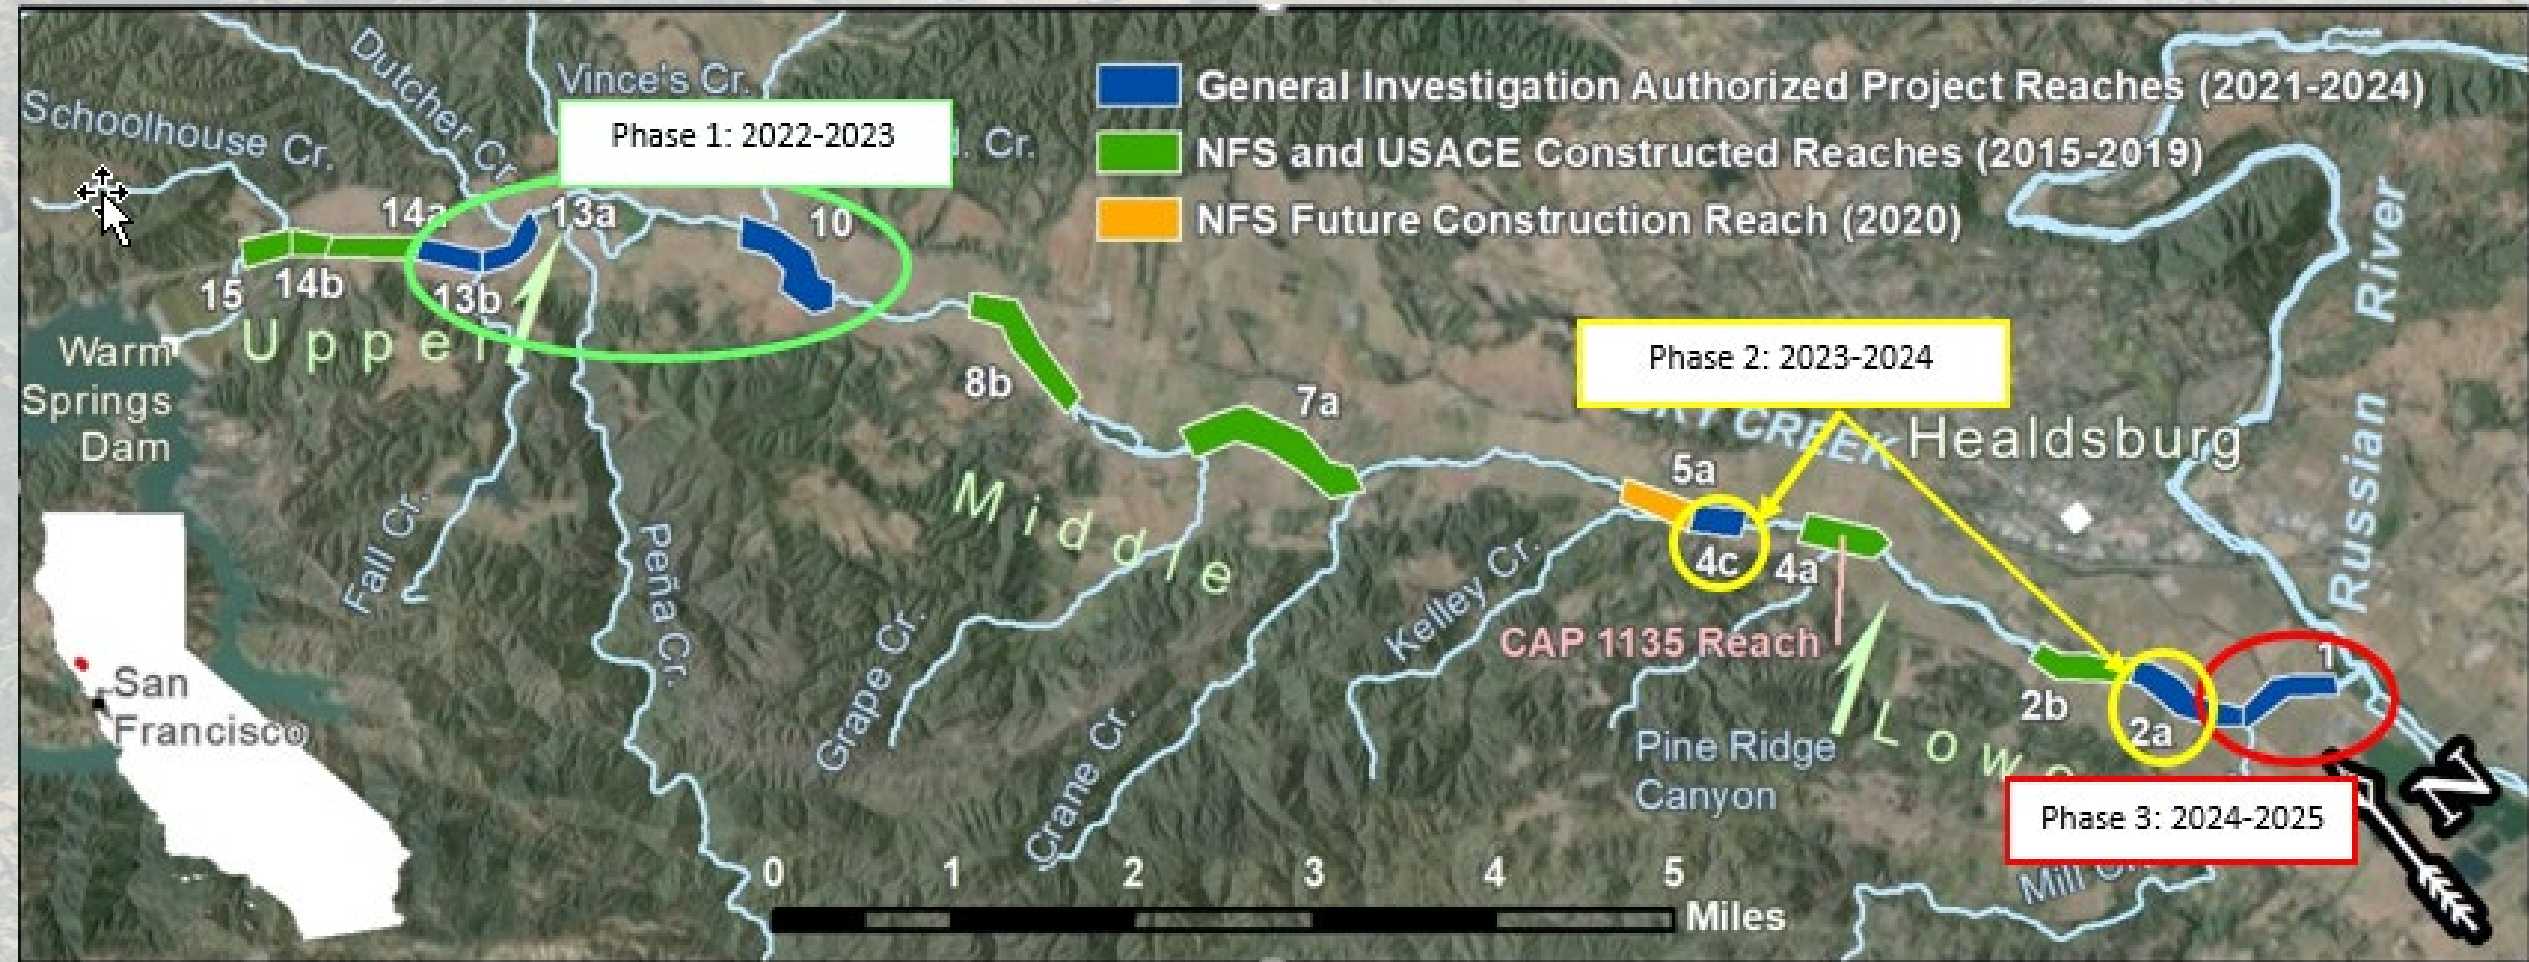 Schoolhouse Cr.
Dutcher Cr
Vince's Cr.
Phase 1: 2022-2023
Cr.
General Investigation Authorized Project Reaches (2021-2024)
NFS and USACE Constructed Reaches (2015-2019)
NFS Future Construction Reach (2020)
14a
13a
10
15
14b
13b
Upper
Warm
Springs
Dam
8b
7a
Middle
Phase 2: 2023-2024
CREEK
Healdsburg
Russian River
5a
4c
4a
Fall Cr.
Peña Cr.
Grape Cr.
Crane Cr.
Kelley Cr.
CAP 1135 Reach
Pine Ridge
Canyon
2b
2a
1
San
Francisco
Phase 3: 2024-2025
N
Mill
0 1 2 3 4 5
Miles